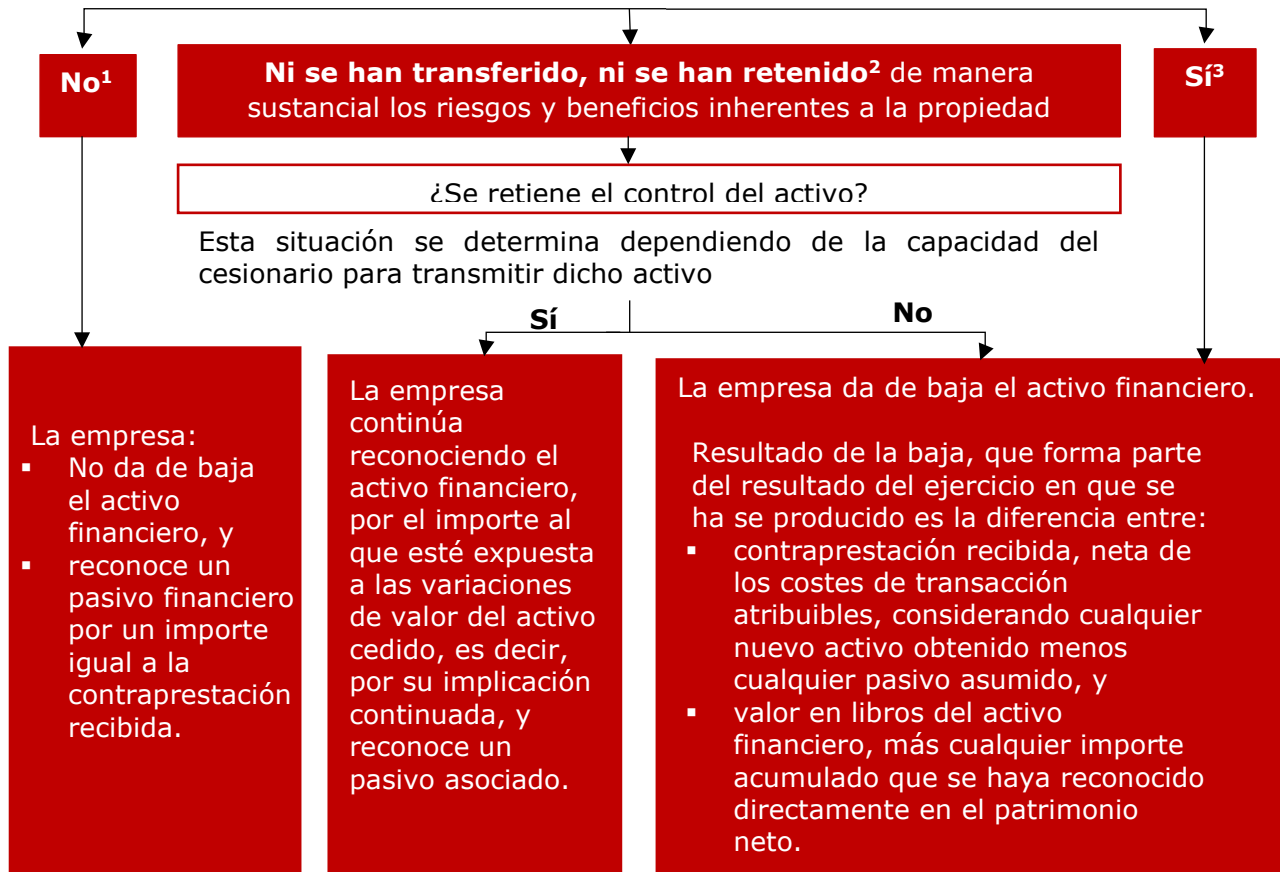 No¹
Ni se han transferido, ni se han retenido² de manera
sustancial los riesgos y beneficios inherentes a la propiedad
Sí³
¿Se retiene el control del activo?
Esta situación se determina dependiendo de la capacidad del
cesionario para transmitir dicho activo
Sí
No
La empresa:
▪ No da de baja
el activo
financiero, y
▪ reconoce un
pasivo financiero
por un importe
igual a la
contraprestación
recibida.
La empresa
continúa
reconociendo el
activo financiero,
por el importe al
que esté expuesta
a las variaciones
de valor del activo
cedido, es decir,
por su implicación
continuada, y
reconoce un
pasivo asociado.
La empresa da de baja el activo financiero.
Resultado de la baja, que forma parte
del resultado del ejercicio en que se
ha se producido es la diferencia entre:
▪ contraprestación recibida, neta de
los costes de transacción
atribuibles, considerando cualquier
nuevo activo obtenido menos
cualquier pasivo asumido, y
▪ valor en libros del activo
financiero, más cualquier importe
acumulado que se haya reconocido
directamente en el patrimonio
neto.